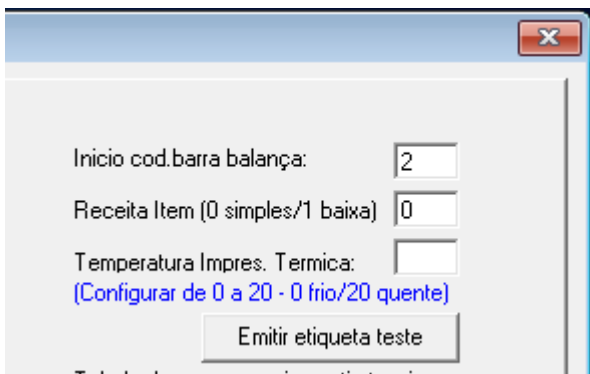 Inicio cod.barra balança: 2
Receita Item (0 simples/1 baixa) 0
Temperatura Impres. Termica:
(Configurar de 0 a 20 - 0 frio/20 quente)
Emitir etiqueta teste